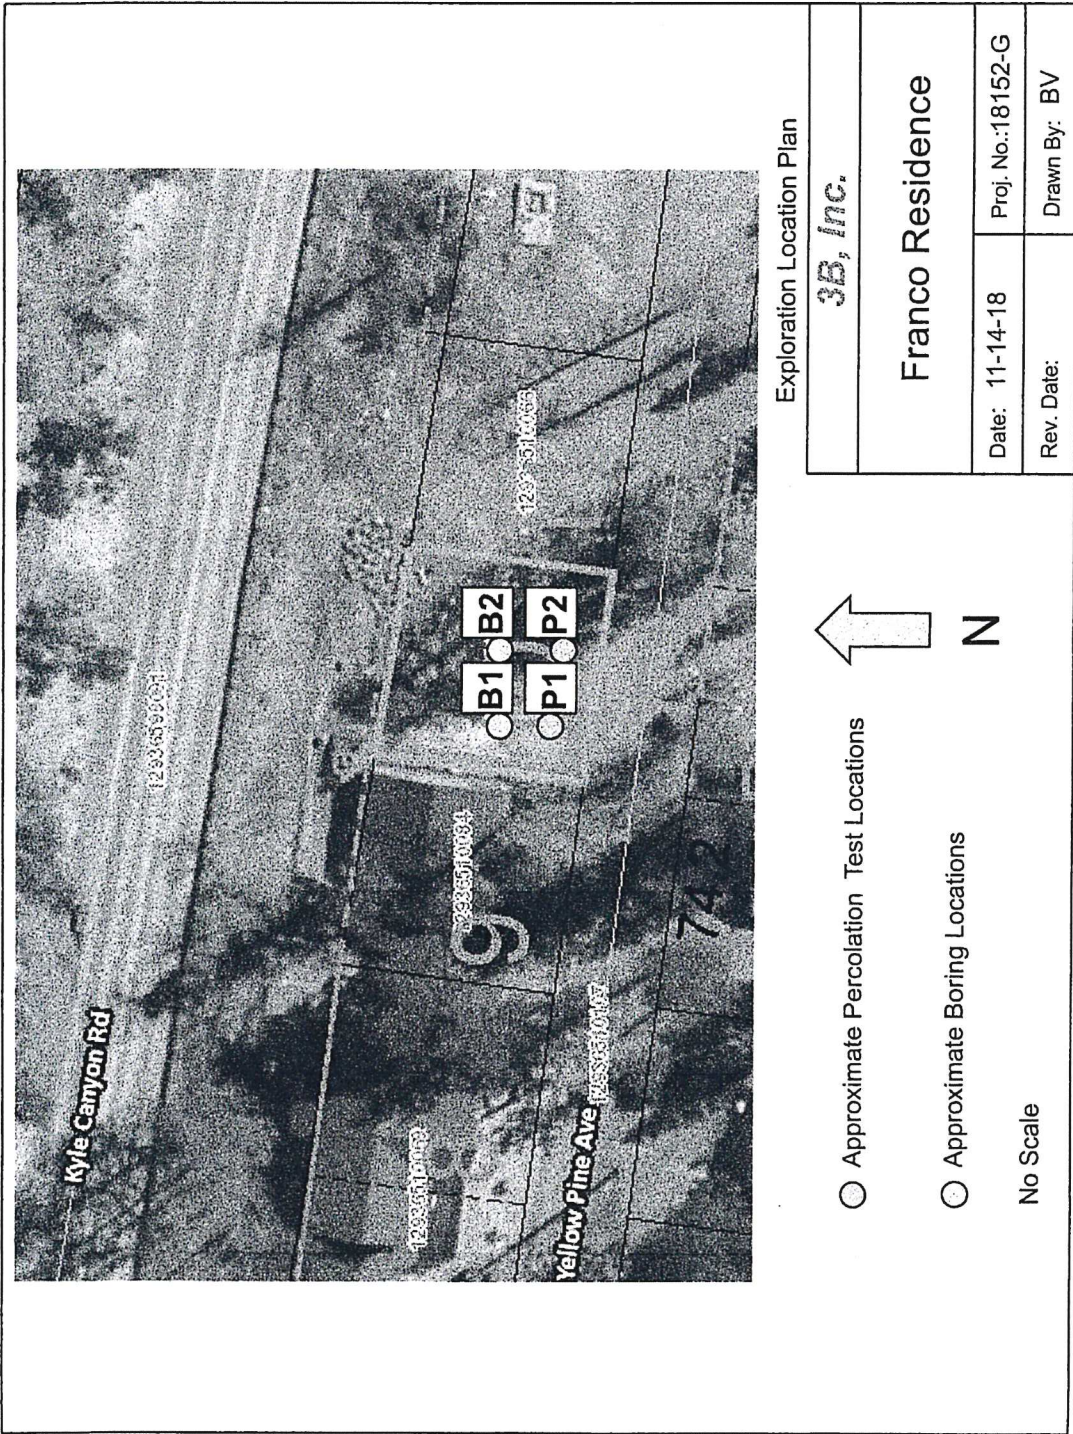 Kyle Canyon Rd
B1
B2
P1
P2
9
742
Yellow Pine Ave
Exploration Location Plan
3B, Inc.
Franco Residence
Date: 11-14-18
Proj. No.:18152-G
Rev. Date:
Drawn By: BV
Approximate Percolation Test Locations
Approximate Boring Locations
No Scale
N